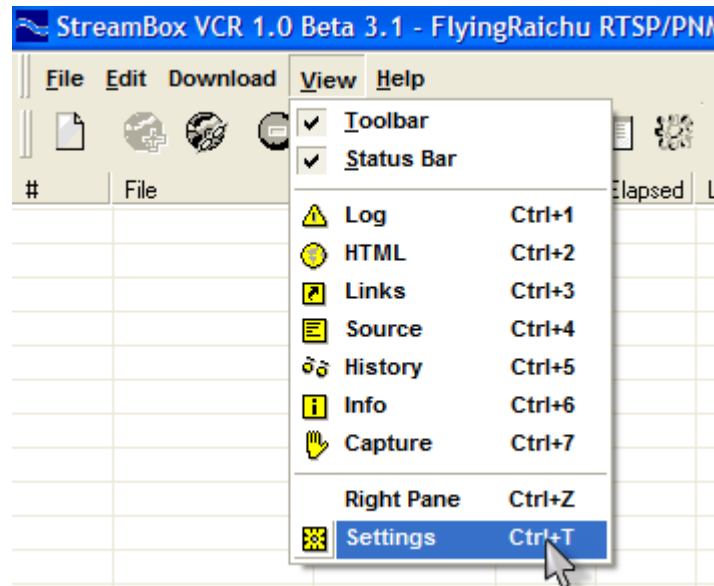 StreamBox VCR 1.0 Beta 3.1 - FlyingRaichu RTSP/PNM
File Edit Download View Help
Toolbar
Status Bar
# File Elapsed L
Log Ctrl+1
HTML Ctrl+2
Links Ctrl+3
Source Ctrl+4
History Ctrl+5
Info Ctrl+6
Capture Ctrl+7
Right Pane Ctrl+Z
Settings Ctrl+T